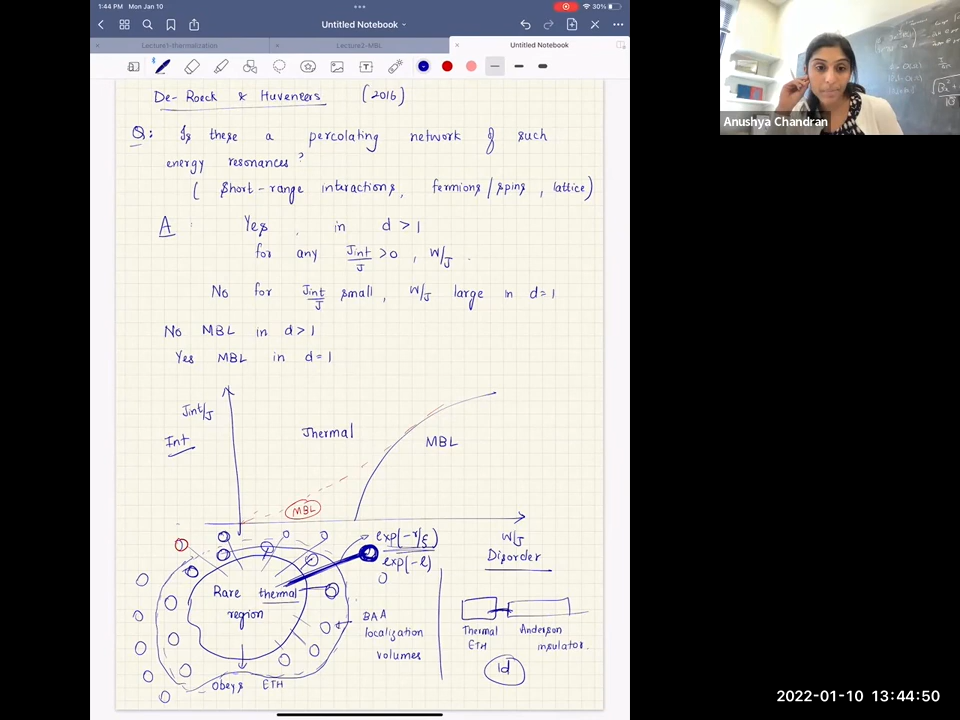 1:44 PM Mon Jan 10
30%
Untitled Notebook
Lecture1-thermalization
Lecture2-MBL
Untitled Notebook
De-Roeck & Huveneers (2016)
Q: Is there a percolating network of such
energy resonances?
( Short-range interactions, fermions/spins, lattice)
A: Yes, in d > 1
for any Jint/J > 0, W/J.
No for Jint/J small, W/J large in d=1
No MBL in d > 1
Yes MBL in d = 1
Jint/J
Int
Thermal
MBL
MBL
W/J
Disorder
exp(-r/ξ)
exp(-l)
Rare thermal
region
BAA
localization
volumes
Obeys ETH
Thermal
ETH
Anderson
insulator.
1d
Anushya Chandran
2022-01-10 13:44:50